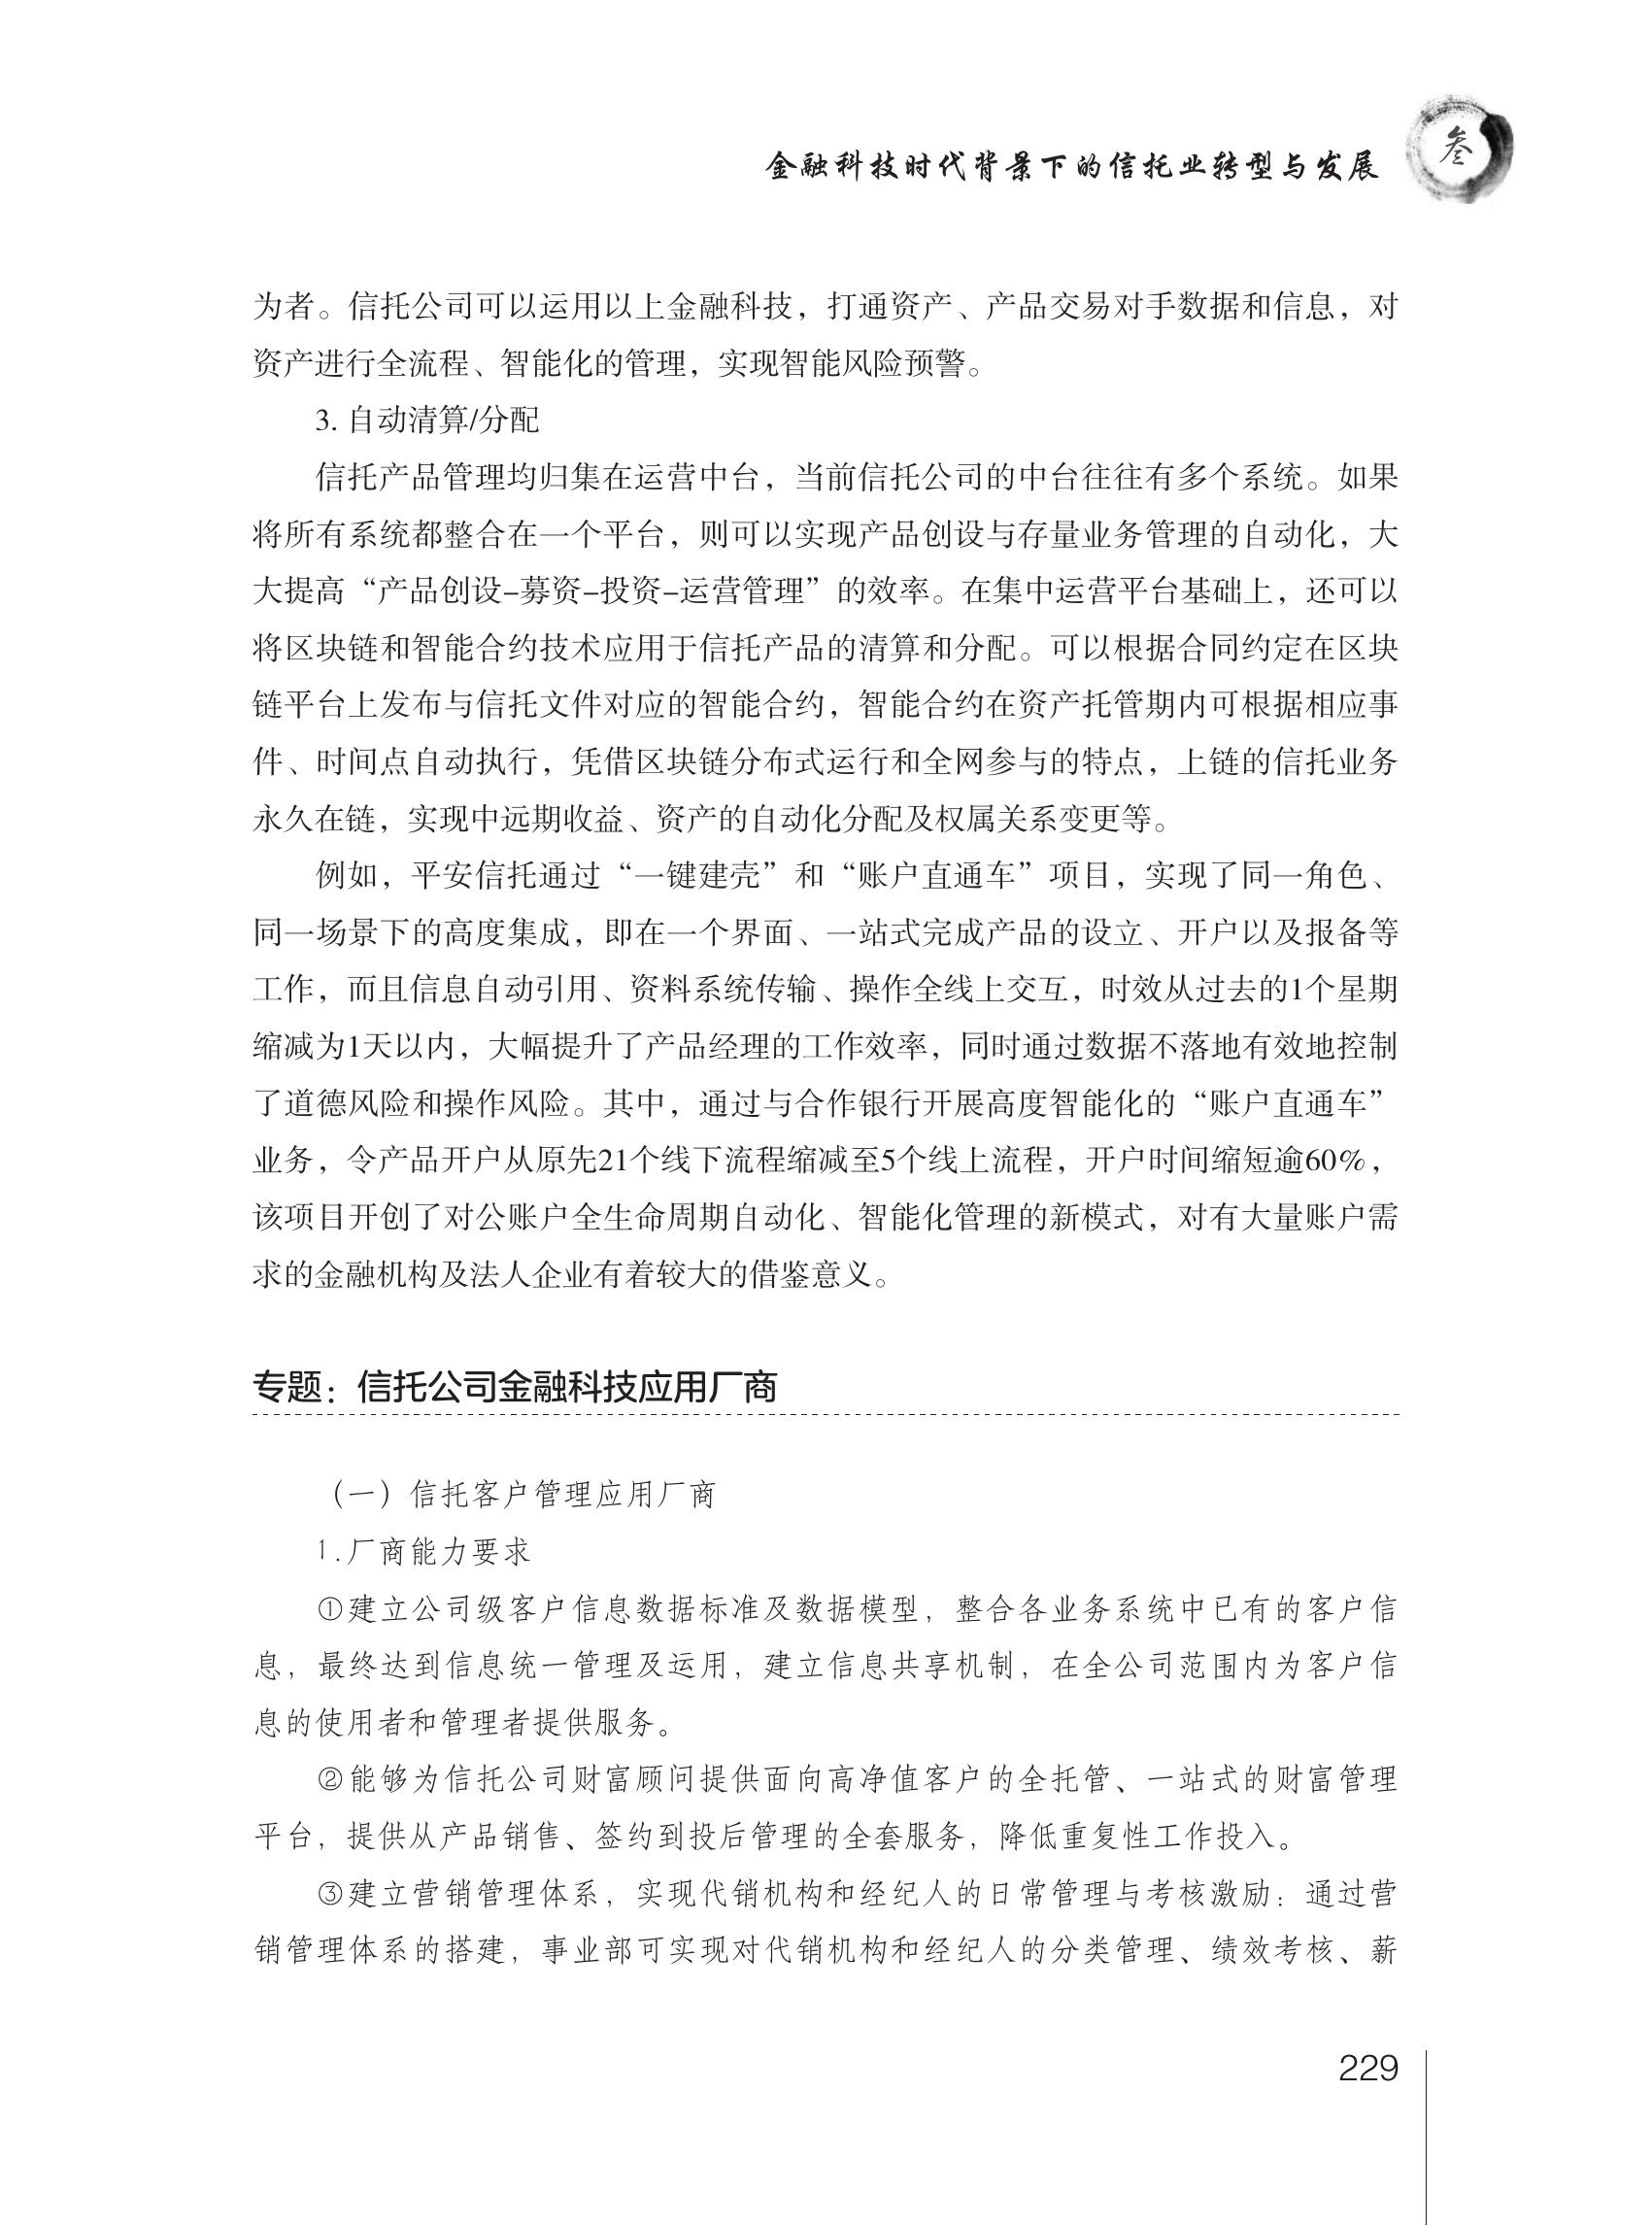 金融科技时代背景下的信托业转型与发展
叁
为者。信托公司可以运用以上金融科技，打通资产、产品交易对手数据和信息，对
资产进行全流程、智能化的管理，实现智能风险预警。
3. 自动清算/分配
信托产品管理均归集在运营中台，当前信托公司的中台往往有多个系统。如果
将所有系统都整合在一个平台，则可以实现产品创设与存量业务管理的自动化，大
大提高“产品创设–募资–投资–运营管理”的效率。在集中运营平台基础上，还可以
将区块链和智能合约技术应用于信托产品的清算和分配。可以根据合同约定在区块
链平台上发布与信托文件对应的智能合约，智能合约在资产托管期内可根据相应事
件、时间点自动执行，凭借区块链分布式运行和全网参与的特点，上链的信托业务
永久在链，实现中远期收益、资产的自动化分配及权属关系变更等。
例如，平安信托通过“一键建壳”和“账户直通车”项目，实现了同一角色、
同一场景下的高度集成，即在一个界面、一站式完成产品的设立、开户以及报备等
工作，而且信息自动引用、资料系统传输、操作全线上交互，时效从过去的1个星期
缩减为1天以内，大幅提升了产品经理的工作效率，同时通过数据不落地有效地控制
了道德风险和操作风险。其中，通过与合作银行开展高度智能化的“账户直通车”
业务，令产品开户从原先21个线下流程缩减至5个线上流程，开户时间缩短逾60%，
该项目开创了对公账户全生命周期自动化、智能化管理的新模式，对有大量账户需
求的金融机构及法人企业有着较大的借鉴意义。
专题：信托公司金融科技应用厂商
（一）信托客户管理应用厂商
1.厂商能力要求
①建立公司级客户信息数据标准及数据模型，整合各业务系统中已有的客户信
息，最终达到信息统一管理及运用，建立信息共享机制，在全公司范围内为客户信
息的使用者和管理者提供服务。
②能够为信托公司财富顾问提供面向高净值客户的全托管、一站式的财富管理
平台，提供从产品销售、签约到投后管理的全套服务，降低重复性工作投入。
③建立营销管理体系，实现代销机构和经纪人的日常管理与考核激励：通过营
销管理体系的搭建，事业部可实现对代销机构和经纪人的分类管理、绩效考核、薪
229